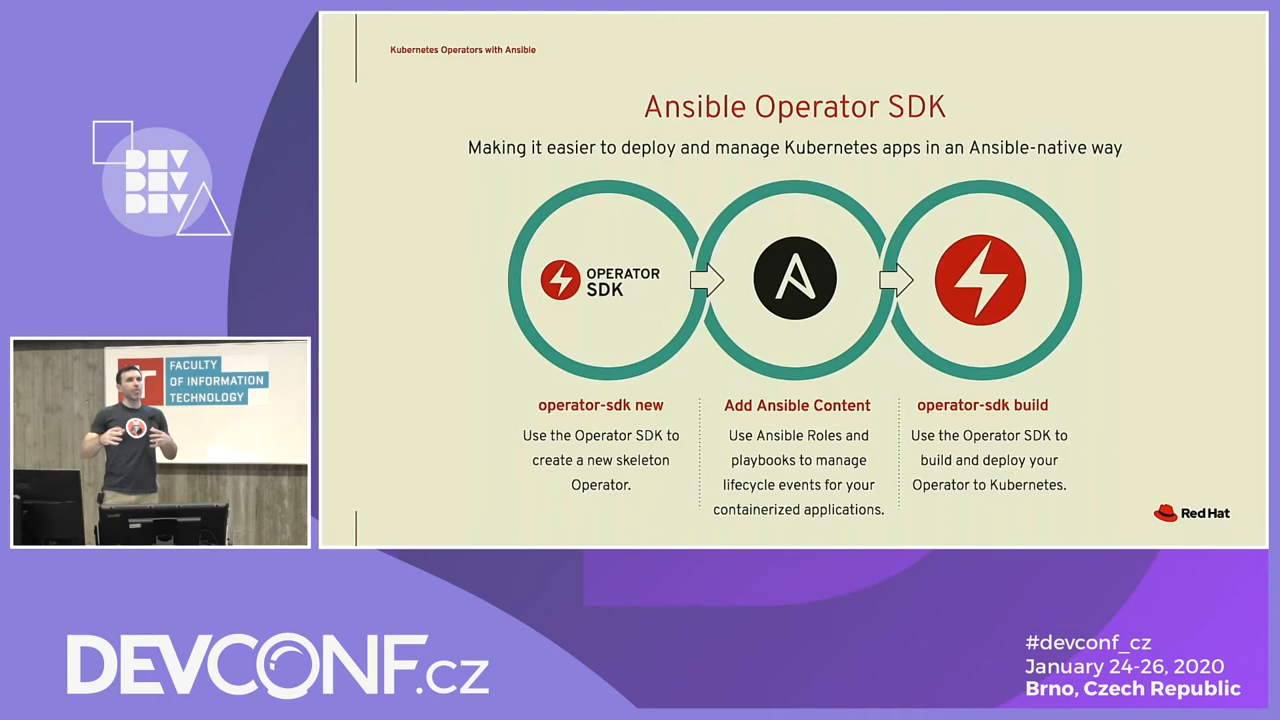 Kubernetes Operators with Ansible
Ansible Operator SDK
Making it easier to deploy and manage Kubernetes apps in an Ansible-native way
OPERATOR
SDK
operator-sdk new
Use the Operator SDK to
create a new skeleton
Operator.
Add Ansible Content
Use Ansible Roles and
playbooks to manage
lifecycle events for your
containerized applications.
operator-sdk build
Use the Operator SDK to
build and deploy your
Operator to Kubernetes.
Red Hat
DEV
DEV
DEV
FACULTY
OF INFORMATION
TECHNOLOGY
DEVCONF.cz
#devconf_cz
January 24-26, 2020
Brno, Czech Republic